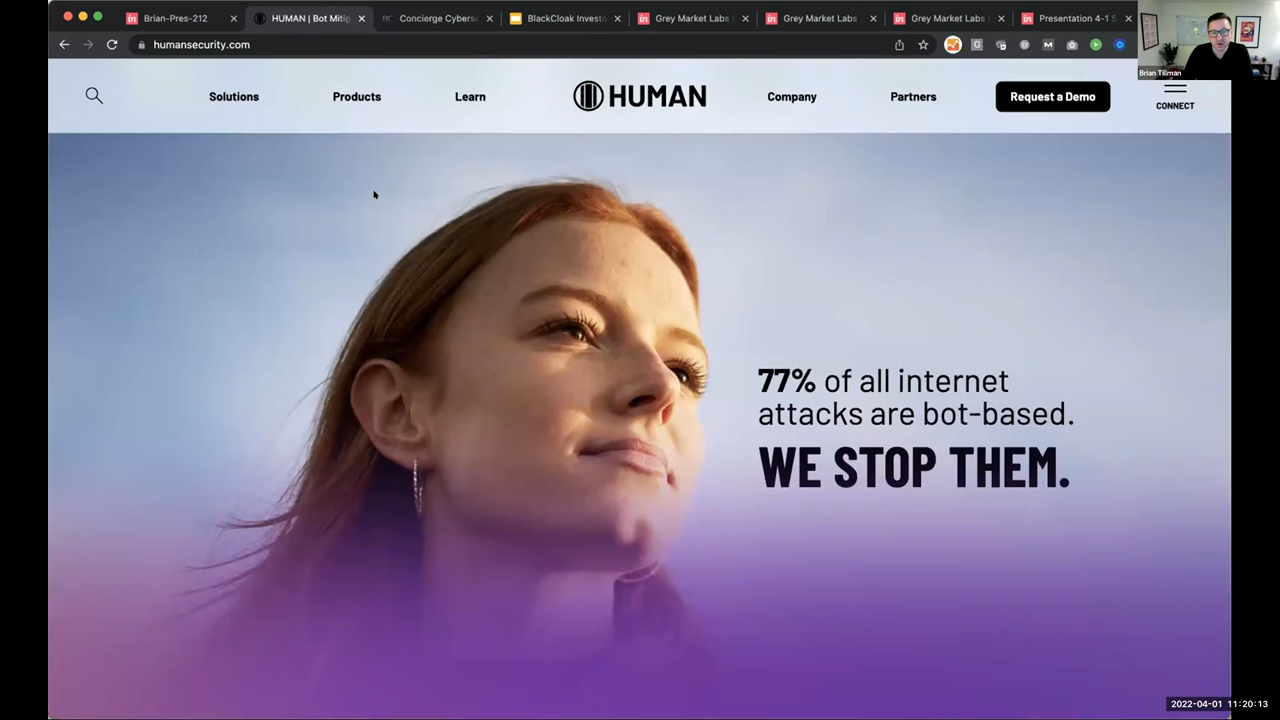 Brian-Pres-212
HUMAN | Bot Mitig
Concierge Cyberse
BlackCloak Investo
Grey Market Labs
Grey Market Labs
Grey Market Labs
Presentation 4-1 S
humansecurity.com
Brian Tillman
Solutions
Products
Learn
HUMAN
Company
Partners
Request a Demo
CONNECT
77% of all internet
attacks are bot-based.
WE STOP THEM.
2022-04-01 11:20:13